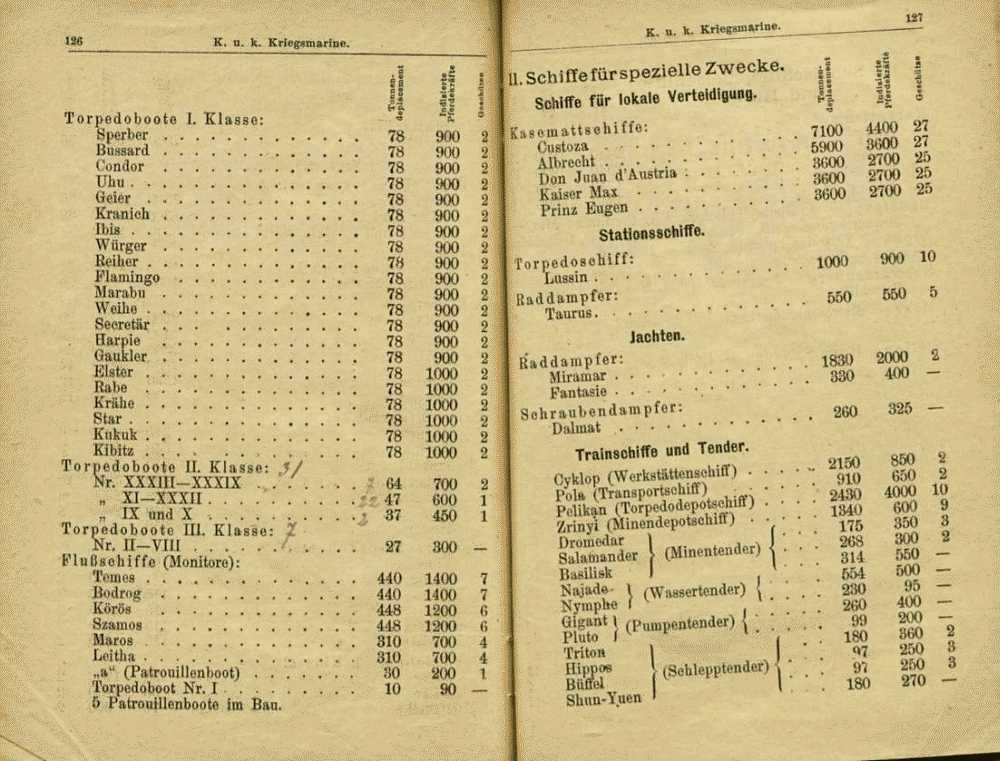 126
K. u. k. Kriegsmarine.
Tonnen-deplacement
Indizierte Pferdekräfte
Geschütze
Torpedoboote I. Klasse:
Sperber . . . 78 900 2
Bussard . . . 78 900 2
Condor . . . 78 900 2
Uhu . . . 78 900 2
Geier . . . 78 900 2
Kranich . . . 78 900 2
Ibis . . . 78 900 2
Würger . . . 78 900 2
Reiher . . . 78 900 2
Flamingo . . . 78 900 2
Marabu . . . 78 900 2
Weihe . . . 78 900 2
Secretär . . . 78 900 2
Harpie . . . 78 900 2
Gaukler . . . 78 900 2
Elster . . . 78 1000 2
Rabe . . . 78 1000 2
Krähe . . . 78 1000 2
Star . . . 78 1000 2
Kukuk . . . 78 1000 2
Kibitz . . . 78 1000 2
Torpedoboote II. Klasse: 31
Nr. XXXIII—XXXIX . . . 7 64 700 2
„ XI—XXXII . . . 22 47 600 1
„ IX und X . . . 2 37 450 1
Torpedoboote III. Klasse: 7
Nr. II—VIII . . . 27 300 —
Flußschiffe (Monitore):
Temes . . . 440 1400 7
Bodrog . . . 440 1400 7
Körös . . . 448 1200 6
Szamos . . . 448 1200 6
Maros . . . 310 700 4
Leitha . . . 310 700 4
„a“ (Patrouillenboot) . . . 30 200 1
Torpedoboot Nr. I . . . 10 90 —
5 Patrouillenboote im Bau.
127
K. u. k. Kriegsmarine.
II. Schiffe für spezielle Zwecke.
Schiffe für lokale Verteidigung.
Tonnen-deplacement
Indizierte Pferdekräfte
Geschütze
Kasemattschiffe:
Custoza . . . 7100 4400 27
Albrecht . . . 5900 3600 27
Don Juan d'Austria . . . 3600 2700 25
Kaiser Max . . . 3600 2700 25
Prinz Eugen . . . 3600 2700 25
Stationsschiffe.
Torpedoschiff:
Lussin . . . 1000 900 10
Raddampfer:
Taurus . . . 550 550 5
Jachten.
Raddampfer:
Miramar . . . 1830 2000 2
Fantasie . . . 330 400 —
Schraubendampfer:
Dalmat . . . 260 325 —
Trainschiffe und Tender.
Cyklop (Werkstättenschiff) . . . 2150 850 2
Pola (Transportschiff) . . . 910 650 2
Pelikan (Torpedodepotschiff) . . . 2430 4000 10
Zrinyi (Minendepotschiff) . . . 1340 600 9
Dromedar . . . 175 350 3
Salamander (Minentender) . . . 268 300 2
Basilisk . . . 314 550 —
Najade . . . 554 500 —
Nymphe (Wassertender) . . . 230 95 —
Gigant . . . 260 400 —
Pluto (Pumpentender) . . . 99 200 —
Triton . . . 180 360 2
Hippos (Schlepptender) . . . 97 250 3
Büffel . . . 97 250 3
Shun-Yuen . . . 180 270 —